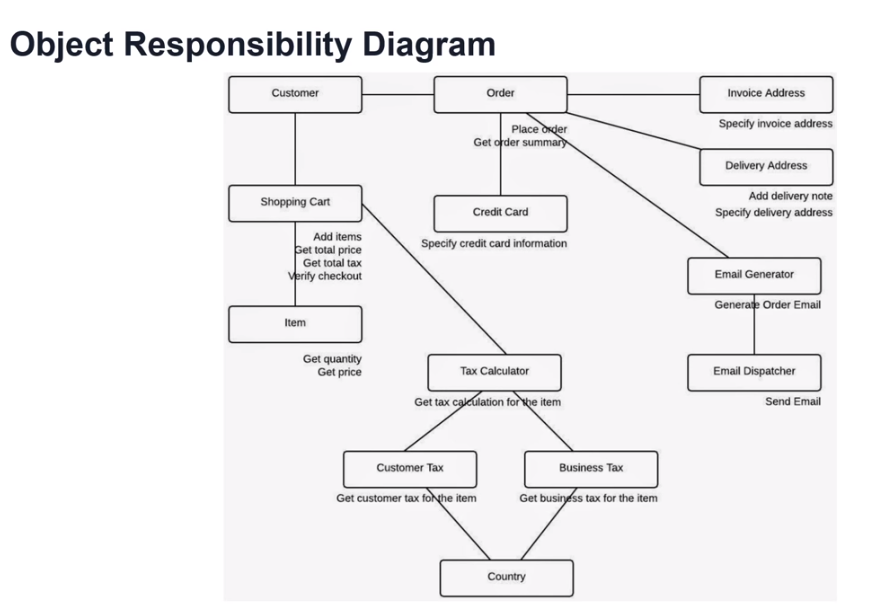 Object Responsibility Diagram
Customer
Order
Invoice Address
Specify invoice address
Place order
Get order summary
Delivery Address
Add delivery note
Specify delivery address
Shopping Cart
Credit Card
Add items
Get total price
Get total tax
Verify checkout
Specify credit card information
Email Generator
Generate Order Email
Item
Get quantity
Get price
Tax Calculator
Get tax calculation for the item
Email Dispatcher
Send Email
Customer Tax
Get customer tax for the item
Business Tax
Get business tax for the item
Country